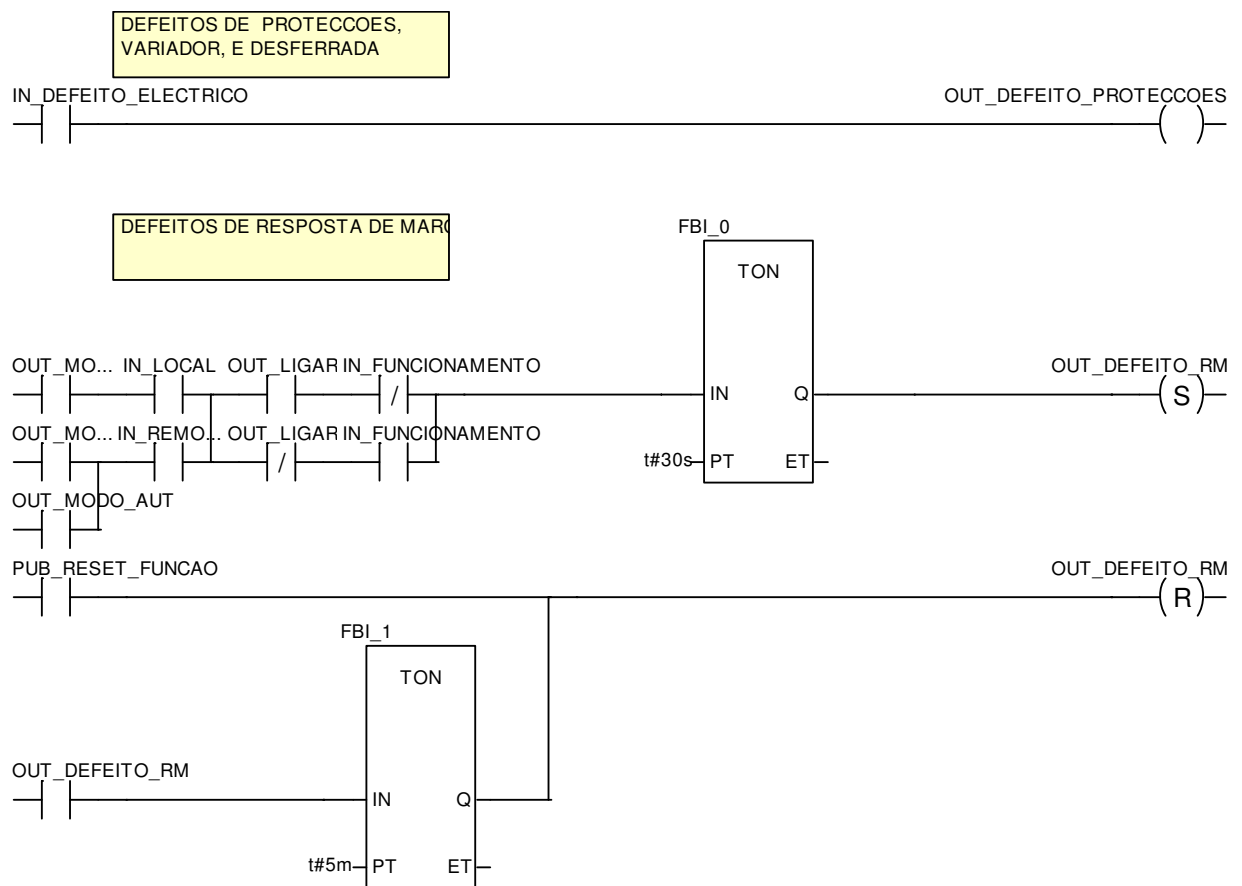 DEFEITOS DE PROTECCOES,
VARIADOR, E DESFERRADA
IN_DEFEITO_ELECTRICO
OUT_DEFEITO_PROTECCOES
DEFEITOS DE RESPOSTA DE MARC
FBI_0
TON
OUT_MO... IN_LOCAL OUT_LIGAR IN_FUNCIONAMENTO
OUT_DEFEITO_RM
IN Q
S
OUT_MO... IN_REMO... OUT_LIGAR IN_FUNCIONAMENTO
t#30s PT ET
OUT_MODO_AUT
PUB_RESET_FUNCAO
OUT_DEFEITO_RM
R
FBI_1
TON
OUT_DEFEITO_RM
IN Q
t#5m PT ET